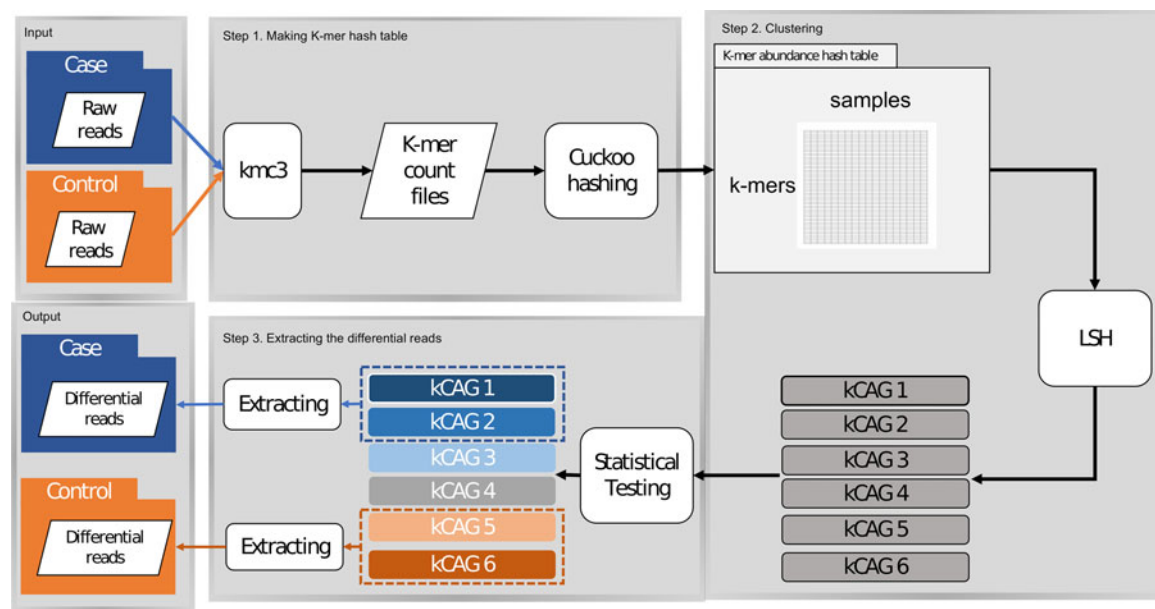 Input
Case
Raw
reads
Control
Raw
reads
Step 1. Making K-mer hash table
kmc3
K-mer
count
files
Cuckoo
hashing
Step 2. Clustering
K-mer abundance hash table
samples
k-mers
LSH
kCAG 1
kCAG 2
kCAG 3
kCAG 4
kCAG 5
kCAG 6
Step 3. Extracting the differential reads
Statistical
Testing
kCAG 1
kCAG 2
kCAG 3
kCAG 4
kCAG 5
kCAG 6
Extracting
Extracting
Output
Case
Differential
reads
Control
Differential
reads